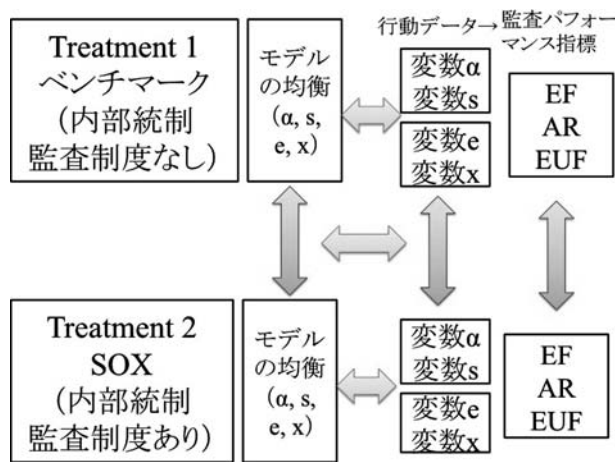 Treatment 1
ベンチマーク
(内部統制
監査制度なし)
モデル
の均衡
(α, s,
e, x)
行動データ→監査パフォ
ーマンス指標
変数α
変数s
変数e
変数x
EF
AR
EUF
Treatment 2
SOX
(内部統制
監査制度あり)
モデル
の均衡
(α, s,
e, x)
変数α
変数s
変数e
変数x
EF
AR
EUF